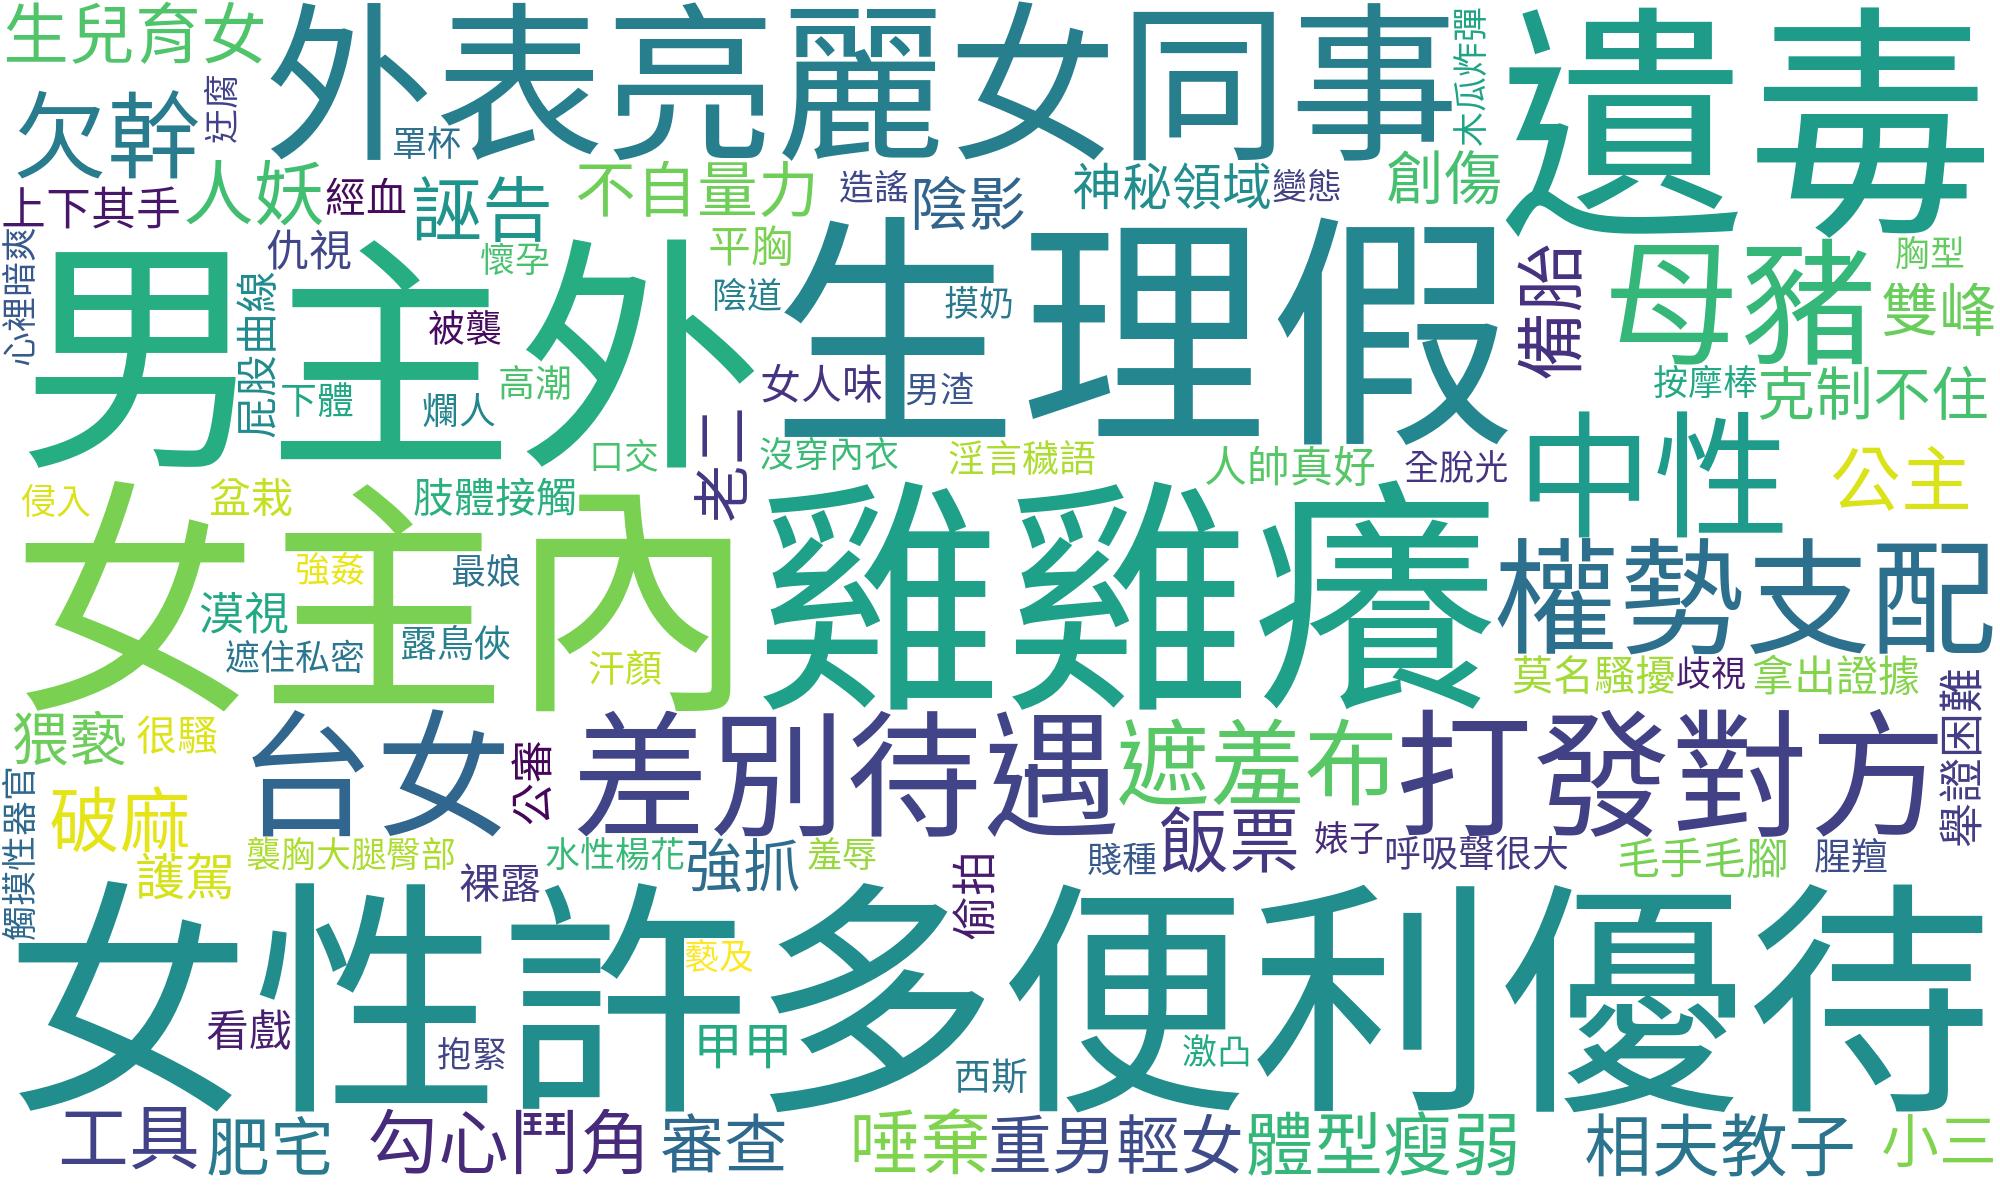 生兒育女
外表亮麗女同事
木瓜炸彈
遺毒
欠幹
迂腐
罩杯
上下其手
人妖
經血
誣告
不自量力
造謠
陰影
神秘領域
變態
創傷
心裡暗爽
男主外
仇視
屁股曲線
懷孕
平胸
陰道
生理假
摸奶
備胎
母豬
胸型
雙峰
被襲
下體
爛人
高潮
女人味
男渣
按摩棒
克制不住
老二
口交
沒穿內衣
淫言穢語
人帥真好
全脫光
中性
公主
侵入
盆栽
肢體接觸
女主內
雞雞癢
強姦
最娘
漠視
遮住私密
露鳥俠
汗顏
權勢支配
莫名騷擾
歧視
拿出證據
舉證困難
猥褻
很騷
台女
公審
差別待遇
遮羞布
打發對方
觸摸性器官
破麻
護駕
襲胸大腿臀部
水性楊花
強抓
羞辱
飯票
婊子
呼吸聲很大
毛手毛腳
腥羶
賤種
裸露
偷拍
女性許多便利優待
褻及
看戲
抱緊
甲甲
西斯
激凸
工具
肥宅
勾心鬥角
審查
唾棄
重男輕女
體型瘦弱
相夫教子
小三